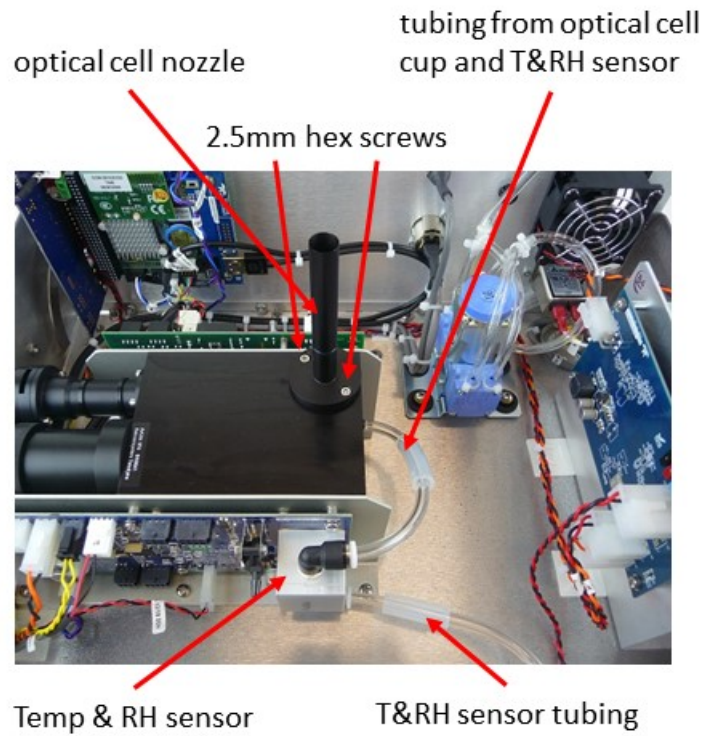 tubing from optical cell
cup and T&RH sensor
optical cell nozzle
2.5mm hex screws
Temp & RH sensor
T&RH sensor tubing